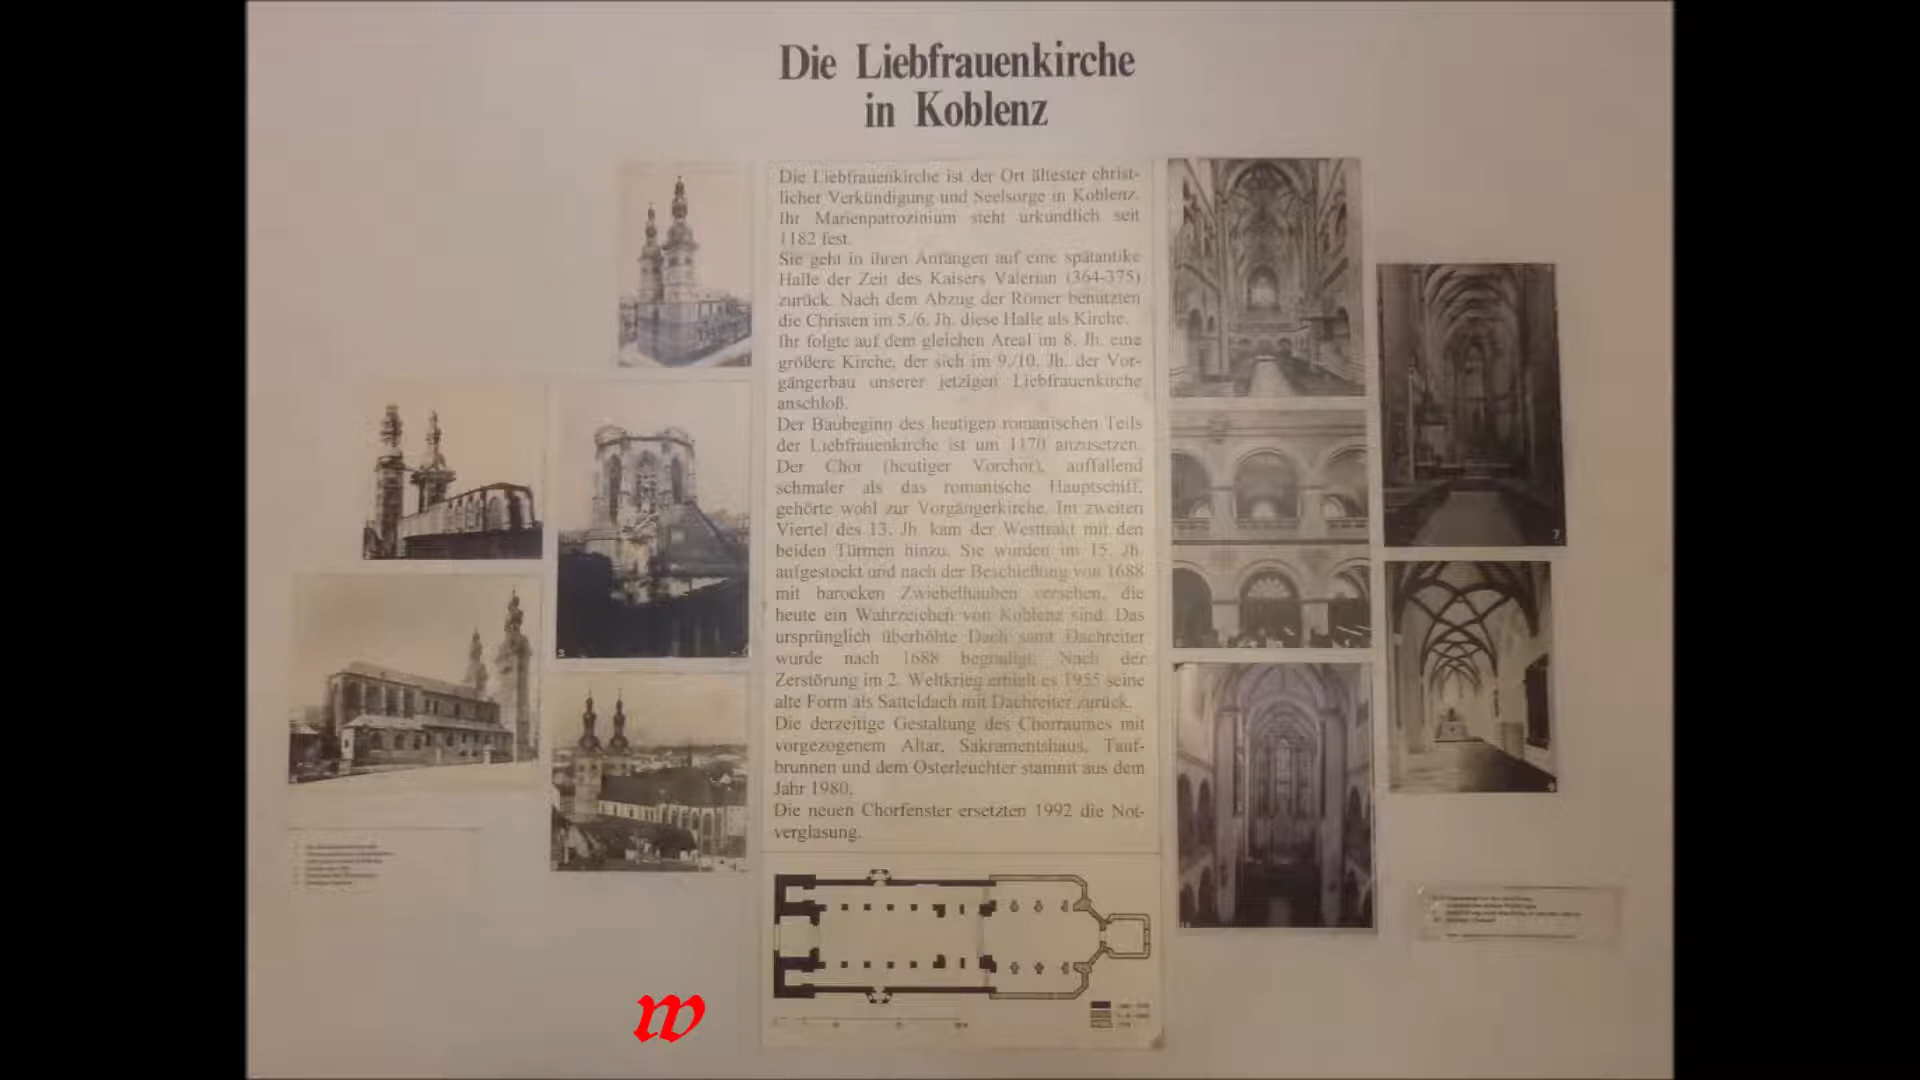 Die Liebfrauenkirche
in Koblenz
Die Liebfrauenkirche ist der Ort ältester christ-
licher Verkündigung und Seelsorge in Koblenz.
Ihr Marienpatrozinium steht urkundlich seit
1182 fest.
Sie geht in ihren Anfängen auf eine spätantike
Halle der Zeit des Kaisers Valerian (364-375)
zurück. Nach dem Abzug der Römer benutzten
die Christen im 5./6. Jh. diese Halle als Kirche.
Ihr folgte auf dem gleichen Areal im 8. Jh. eine
größere Kirche, der sich im 9./10. Jh. der Vor-
gängerbau unserer jetzigen Liebfrauenkirche
anschloß.
Der Baubeginn des heutigen romanischen Teils
der Liebfrauenkirche ist um 1170 anzusetzen.
Der Chor (heutiger Vorchor), auffallend
schmaler als das romanische Hauptschiff,
gehörte wohl zur Vorgängerkirche. Im zweiten
Viertel des 13. Jh. kam der Westtrakt mit den
beiden Türmen hinzu. Sie wurden im 15. Jh.
aufgestockt und nach der Beschießung von 1688
mit barocken Zwiebelhauben versehen, die
heute ein Wahrzeichen von Koblenz sind. Das
ursprünglich überhöhte Dach samt Dachreiter
wurde nach 1688 begradigt. Nach der
Zerstörung im 2. Weltkrieg erhielt es 1955 seine
alte Form als Satteldach mit Dachreiter zurück.
Die derzeitige Gestaltung des Chorraumes mit
vorgezogenem Altar, Sakramentshaus, Tauf-
brunnen und dem Osterleuchter stammt aus dem
Jahr 1980.
Die neuen Chorfenster ersetzten 1992 die Not-
verglasung.
7
w